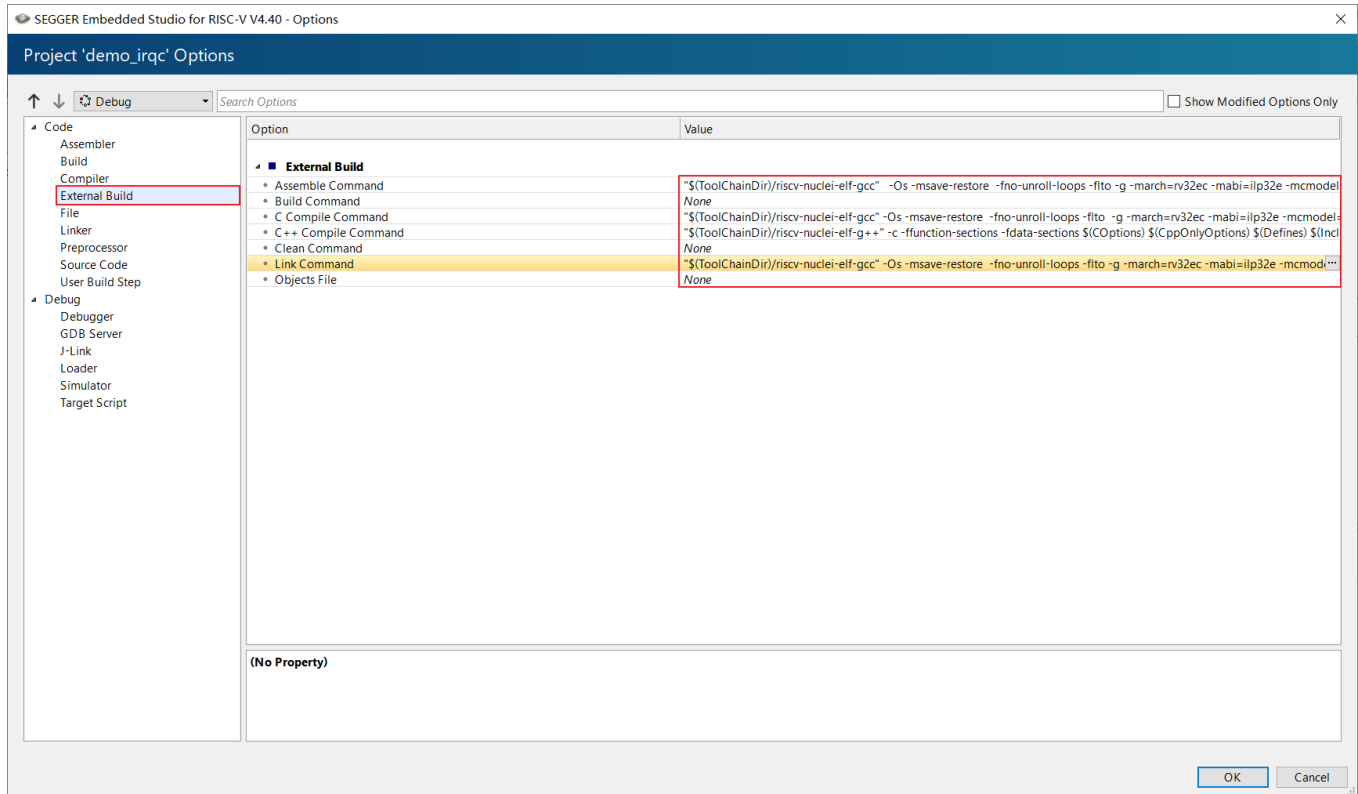 SEGGER Embedded Studio for RISC-V V4.40 - Options
Project 'demo_irqc' Options
Debug
Search Options
Show Modified Options Only
Code
Assembler
Build
Compiler
External Build
File
Linker
Preprocessor
Source Code
User Build Step
Debug
Debugger
GDB Server
J-Link
Loader
Simulator
Target Script
Option Value
External Build
Assemble Command "$(ToolChainDir)/riscv-nuclei-elf-gcc" -Os -msave-restore -fno-unroll-loops -flto -g -march=rv32ec -mabi=ilp32e -mcmodel
Build Command None
C Compile Command "$(ToolChainDir)/riscv-nuclei-elf-gcc" -Os -msave-restore -fno-unroll-loops -flto -g -march=rv32ec -mabi=ilp32e -mcmodel=
C++ Compile Command "$(ToolChainDir)/riscv-nuclei-elf-g++" -c -ffunction-sections -fdata-sections $(COptions) $(CppOnlyOptions) $(Defines) $(Incl
Clean Command None
Link Command "$(ToolChainDir)/riscv-nuclei-elf-gcc" -Os -msave-restore -fno-unroll-loops -flto -g -march=rv32ec -mabi=ilp32e -mcmod ...
Objects File None
(No Property)
OK Cancel